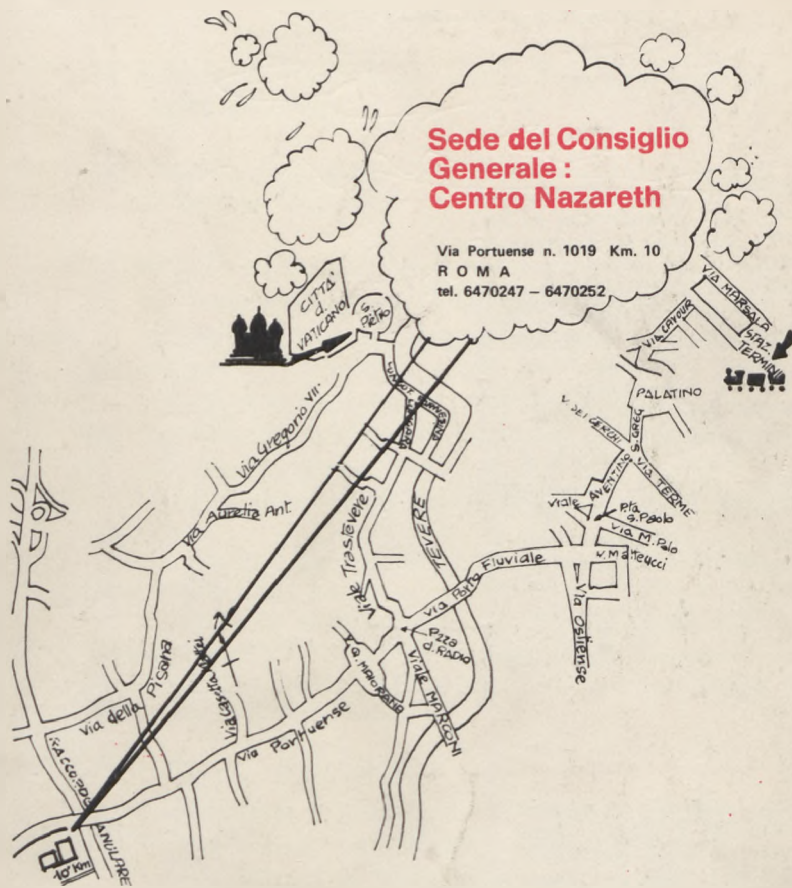 Sede del Consiglio
Generale :
Centro Nazareth
Via Portuense n. 1019 Km. 10
R O M A
tel. 6470247 – 6470252
CITTA'
d.
VATICANO
S.
Pietro
VIA MARSALA
STAZ.
TERMINI
VIA CAVOUR
PALATINO
S. GREG
V. DEI CERCHI
VIA TERME
Viale AVENTINO
P.ta
S. Paolo
Via M. Polo
V. Matteucci
Via Ostiense
Via Gregorio VII
Via Aurelia Ant.
Viale Trastevere
TEVERE
Via Porto Fluviale
P.zza
d. RADIO
Viale MARCONI
Via della Pisana
Via Portuense
RACCORDO ANULARE
10° Km